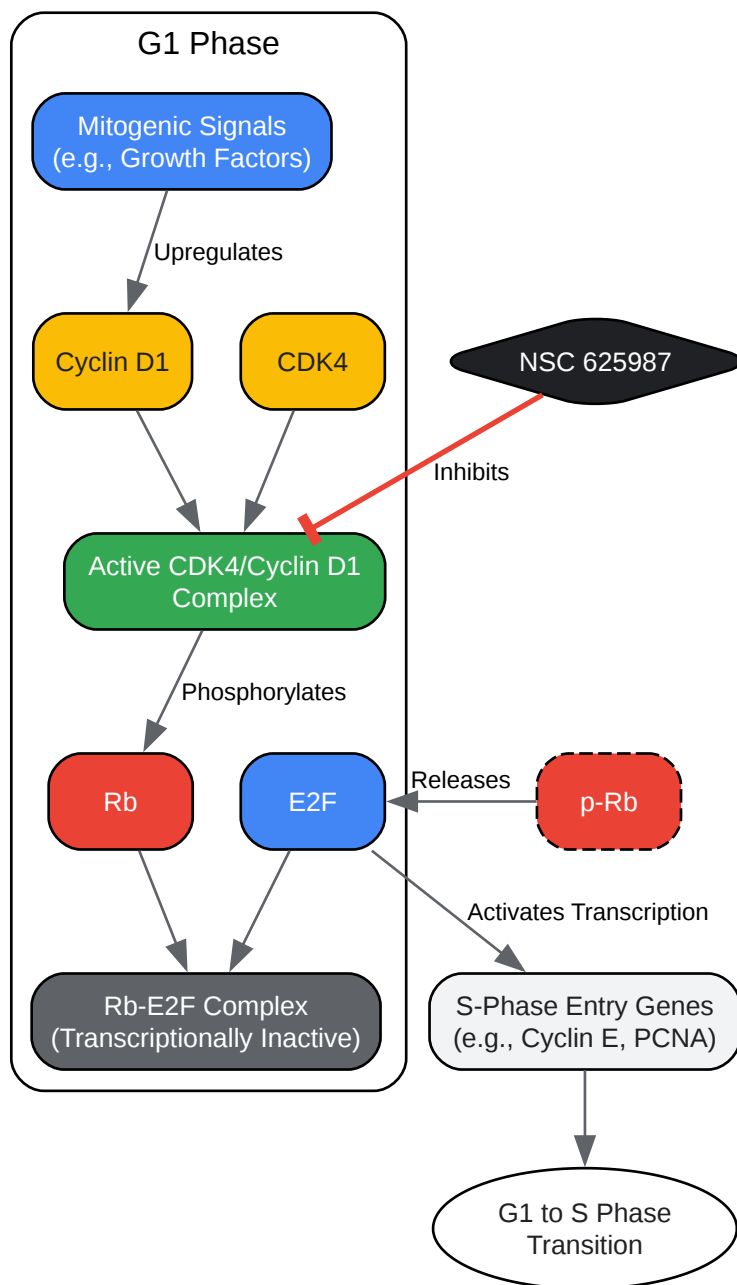 G1 Phase
Mitogenic Signals
(e.g., Growth Factors)
Upregulates
Cyclin D1
CDK4
NSC 625987
Inhibits
Active CDK4/Cyclin D1
Complex
Phosphorylates
Rb
E2F
Releases
p-Rb
Activates Transcription
Rb-E2F Complex
(Transcriptionally Inactive)
S-Phase Entry Genes
(e.g., Cyclin E, PCNA)
G1 to S Phase
Transition